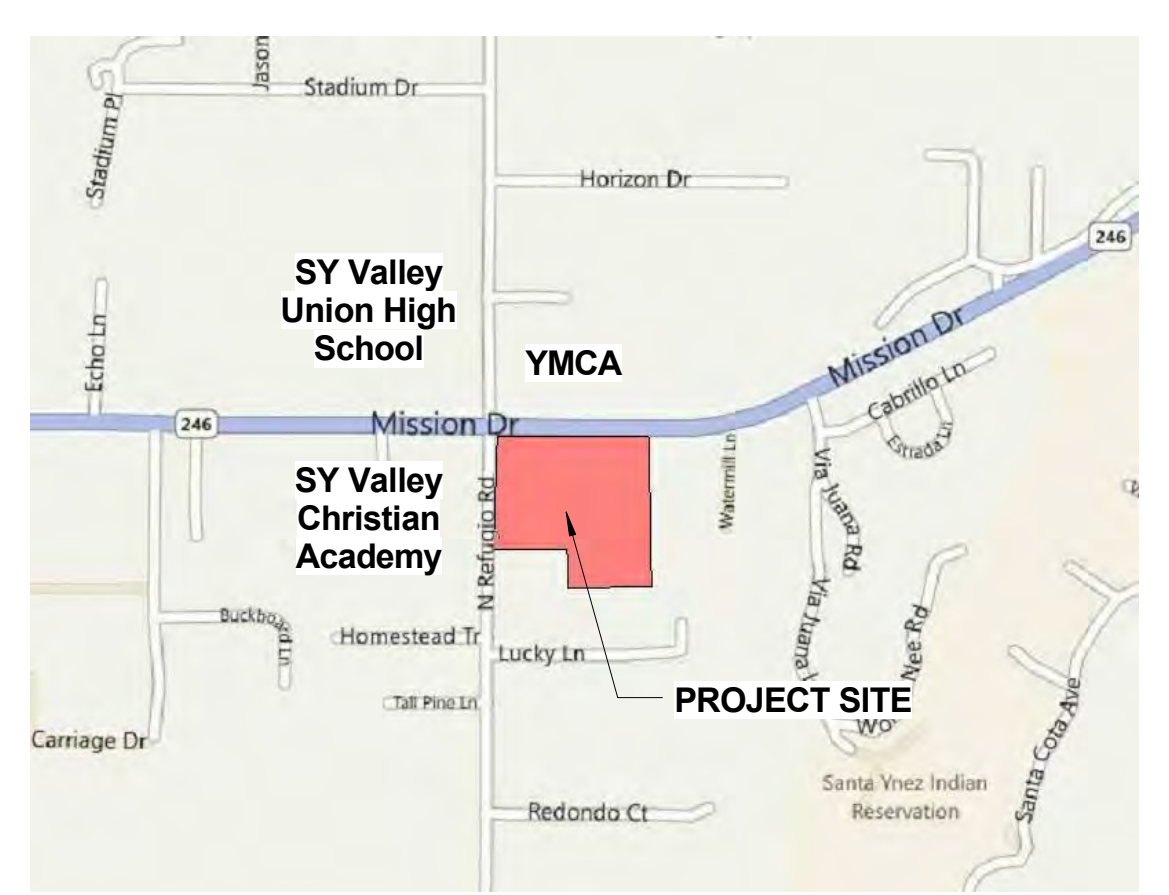 Jason
Stadium Dr
Stadium Pl
Horizon Dr
246
SY Valley
Union High
School
Echo Ln
YMCA
Mission Dr
Cabrillo Ln
Estrada Ln
246
Mission Dr
Watermill Ln
SY Valley
Christian
Academy
N Refugio Rd
Via Juana Rd
Via Juana
Nee Rd
Buckboard Ln
Homestead Tr
Lucky Ln
Tall Pine Ln
PROJECT SITE
Wo
Carriage Dr
Santa Cota Ave
Santa Ynez Indian
Reservation
Redondo Ct